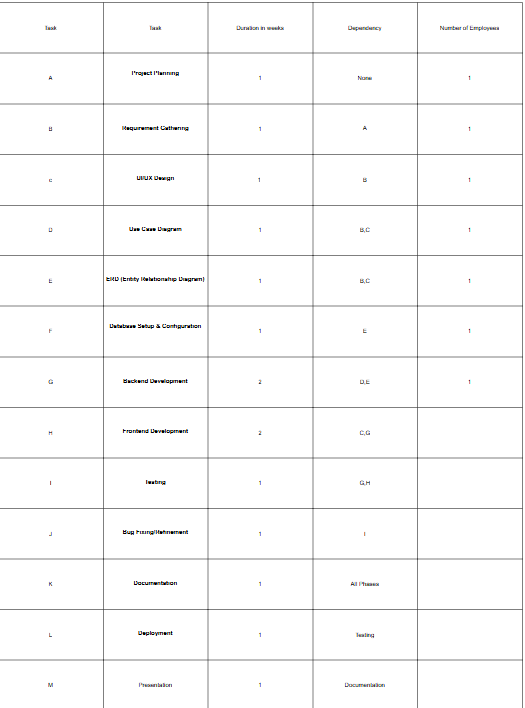 Task Task Duration in weeks Dependency Number of Employees
A Project Planning 1 None 1
B Requirement Gathering 1 A 1
c UI/UX Design 1 B 1
D Use Case Diagram 1 B,C 1
E ERD (Entity Relationship Diagram) 1 B,C 1
F Database Setup & Configuration 1 E 1
G Backend Development 2 D,E 1
H Frontend Development 2 C,G
I Testing 1 G,H
J Bug Fixing/Refinement 1 I
K Documentation 1 All Phases
L Deployment 1 Testing
M Presentation 1 Documentation